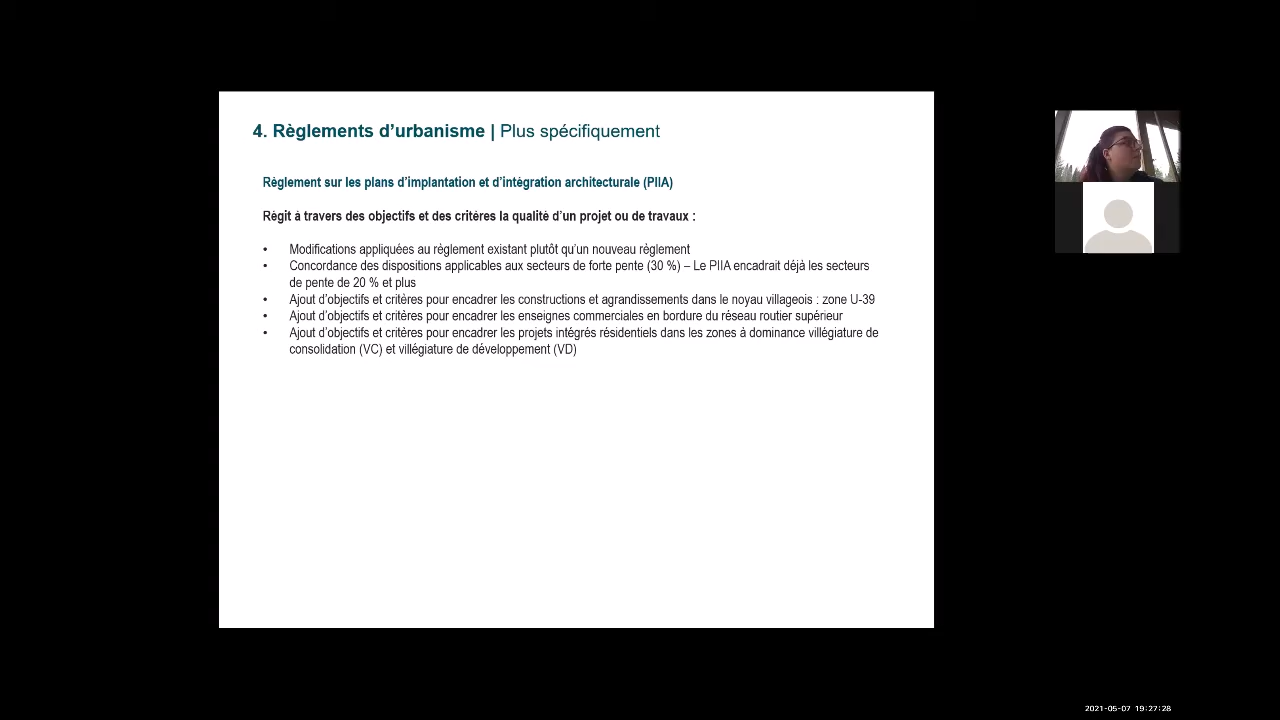 4. Règlements d'urbanisme | Plus spécifiquement
Règlement sur les plans d'implantation et d'intégration architecturale (PIIA)
Régit à travers des objectifs et des critères la qualité d'un projet ou de travaux :
• Modifications appliquées au règlement existant plutôt qu'un nouveau règlement
• Concordance des dispositions applicables aux secteurs de forte pente (30 %) – Le PIIA encadrait déjà les secteurs
de pente de 20 % et plus
• Ajout d'objectifs et critères pour encadrer les constructions et agrandissements dans le noyau villageois : zone U-39
• Ajout d'objectifs et critères pour encadrer les enseignes commerciales en bordure du réseau routier supérieur
• Ajout d'objectifs et critères pour encadrer les projets intégrés résidentiels dans les zones à dominance villégiature de
consolidation (VC) et villégiature de développement (VD)
2021-05-07 19:27:28